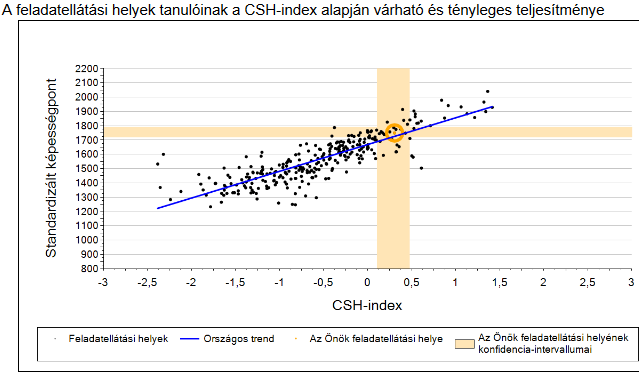 A feladatellátási helyek tanulóinak a CSH-index alapján várható és tényleges teljesítménye
Standardizált képességpont
2200
2100
2000
1900
1800
1700
1600
1500
1400
1300
1200
1100
1000
900
800
-3 -2,5 -2 -1,5 -1 -0,5 0 0,5 1 1,5 2 2,5 3
CSH-index
Feladatellátási helyek Országos trend Az Önök feladatellátási helye Az Önök feladatellátási helyének
konfidencia-intervallumai